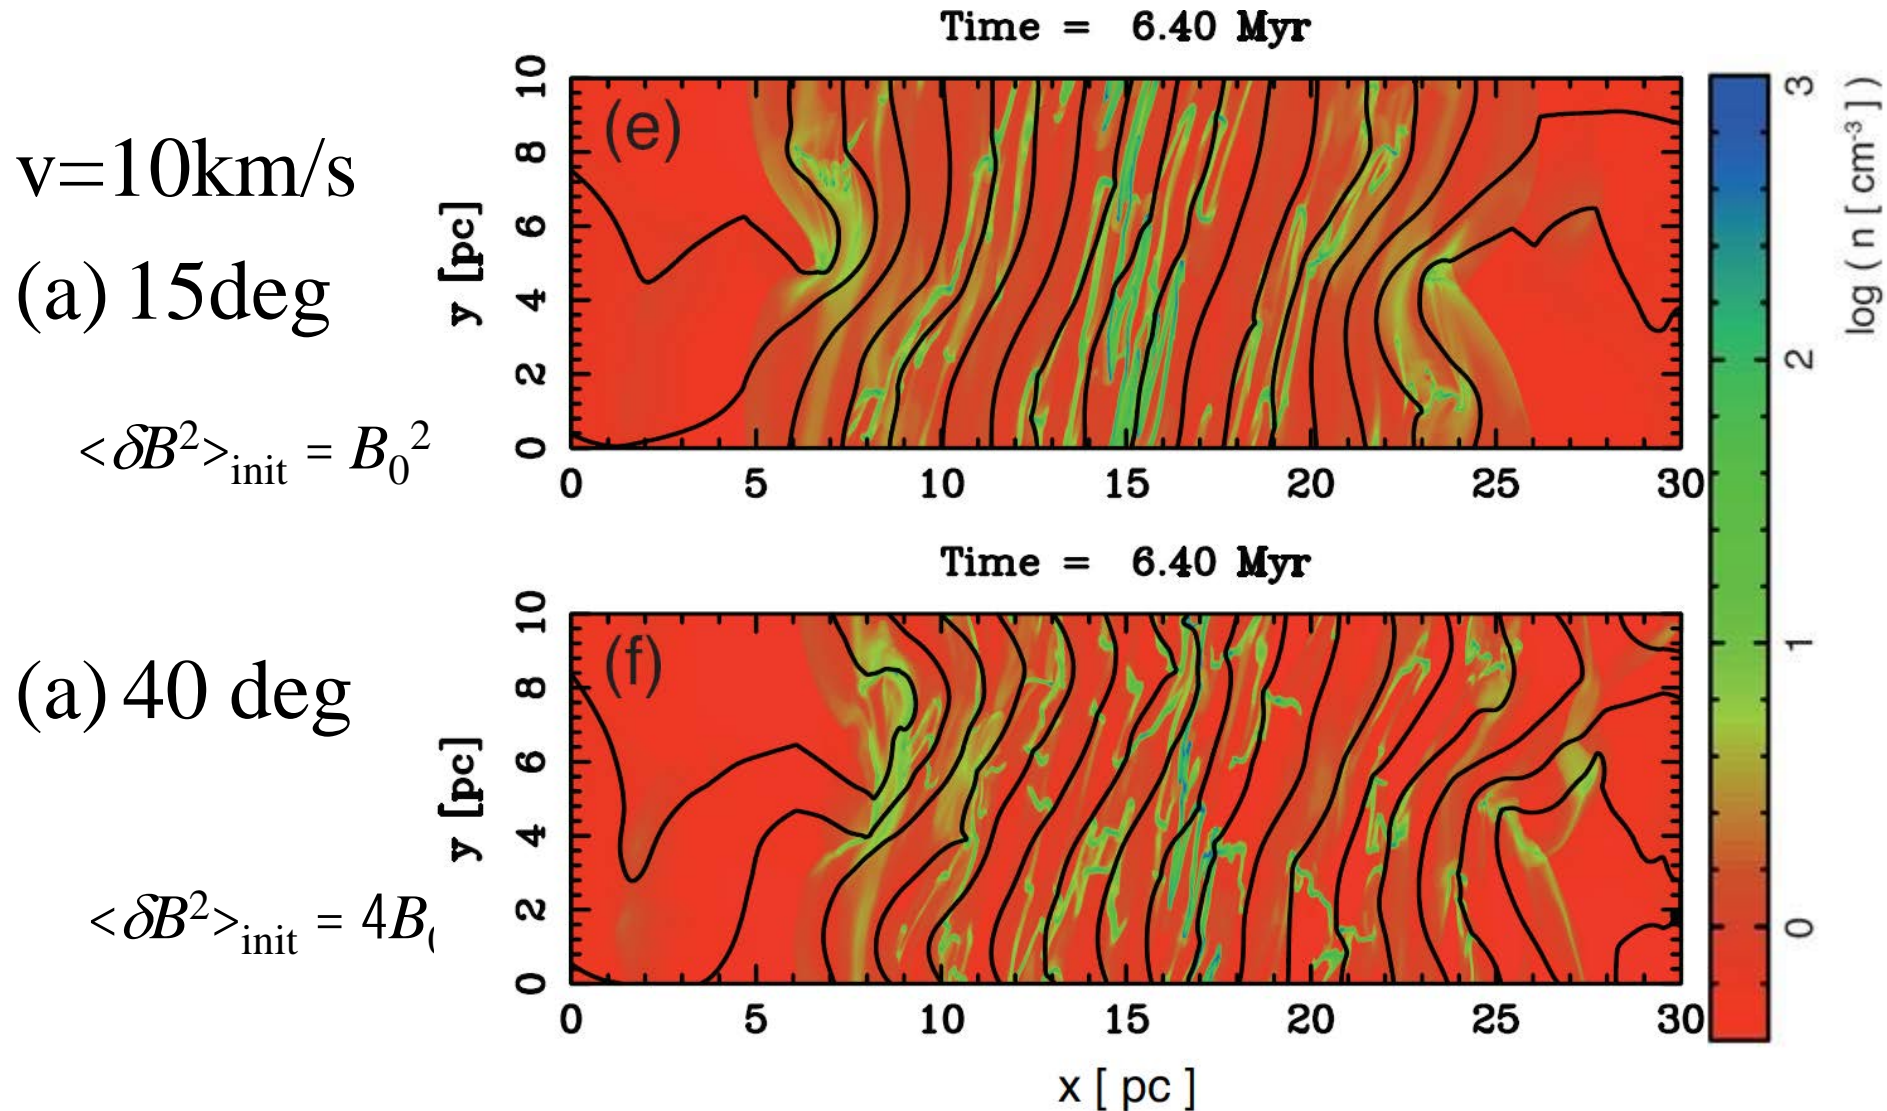 v=10km/s
(a) 15deg
<δB²>init = B₀²
(a) 40 deg
<δB²>init = 4B
Time = 6.40 Myr
(e)
y [pc]
10
8
6
4
2
0
0 5 10 15 20 25 30
Time = 6.40 Myr
(f)
y [pc]
10
8
6
4
2
0
0 5 10 15 20 25 30
x [ pc ]
3
2
1
0
log ( n [ cm⁻³ ] )